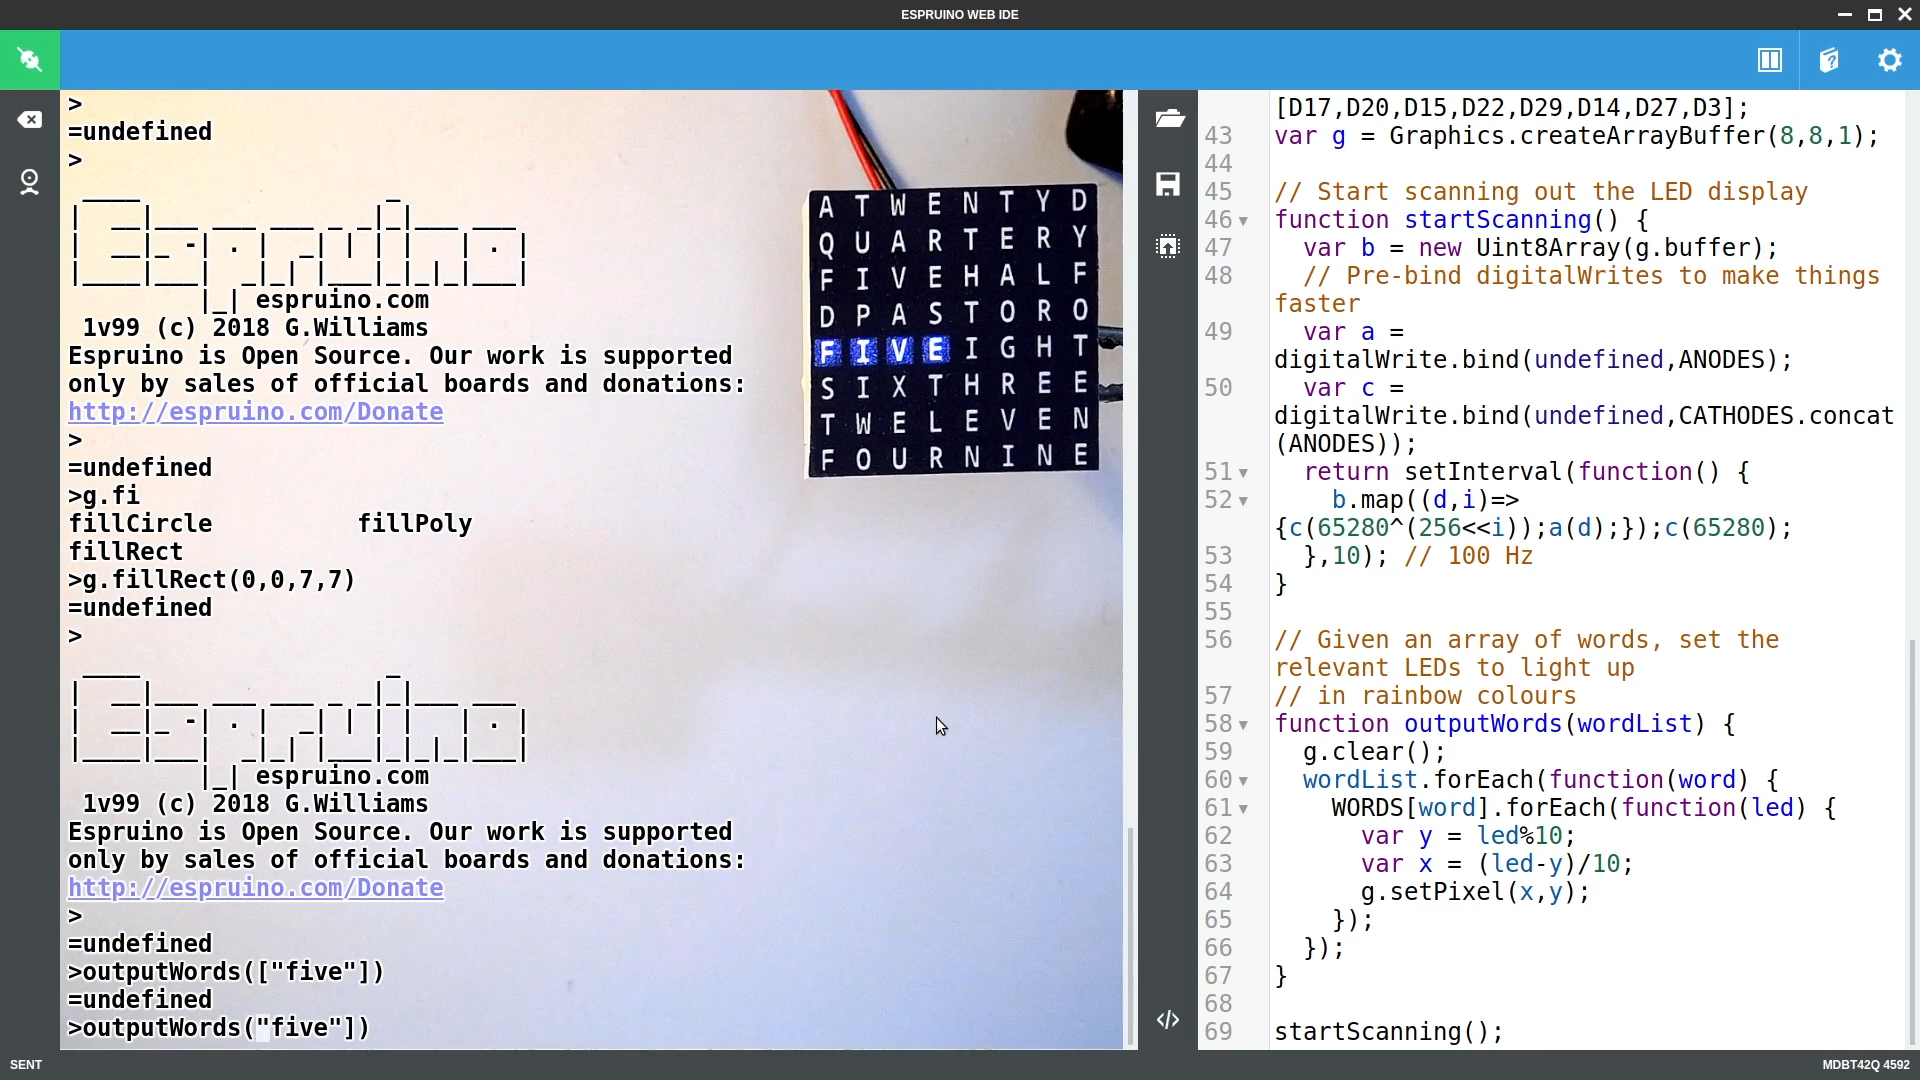 ESPRUINO WEB IDE
>
=undefined
>
espruino.com
1v99 (c) 2018 G.Williams
Espruino is Open Source. Our work is supported
only by sales of official boards and donations:
http://espruino.com/Donate
>
=undefined
>g.fi
fillCircle fillPoly
fillRect
>g.fillRect(0,0,7,7)
=undefined
>
espruino.com
1v99 (c) 2018 G.Williams
Espruino is Open Source. Our work is supported
only by sales of official boards and donations:
http://espruino.com/Donate
>
=undefined
>outputWords(["five"])
=undefined
>outputWords("five"])
A T W E N T Y D
Q U A R T E R Y
F I V E H A L F
D P A S T O R O
F I V E I G H T
S I X T H R E E
T W E L E V E N
F O U R N I N E
[D17,D20,D15,D22,D29,D14,D27,D3];
43 var g = Graphics.createArrayBuffer(8,8,1);
44
45 // Start scanning out the LED display
46 function startScanning() {
47 var b = new Uint8Array(g.buffer);
48 // Pre-bind digitalWrites to make things
faster
49 var a =
digitalWrite.bind(undefined,ANODES);
50 var c =
digitalWrite.bind(undefined,CATHODES.concat
(ANODES));
51 return setInterval(function() {
52 b.map((d,i)=>
{c(65280^(256<<i));a(d);});c(65280);
53 },10); // 100 Hz
54 }
55
56 // Given an array of words, set the
relevant LEDs to light up
57 // in rainbow colours
58 function outputWords(wordList) {
59 g.clear();
60 wordList.forEach(function(word) {
61 WORDS[word].forEach(function(led) {
62 var y = led%10;
63 var x = (led-y)/10;
64 g.setPixel(x,y);
65 });
66 });
67 }
68
69 startScanning();
SENT
MDBT42Q 4592